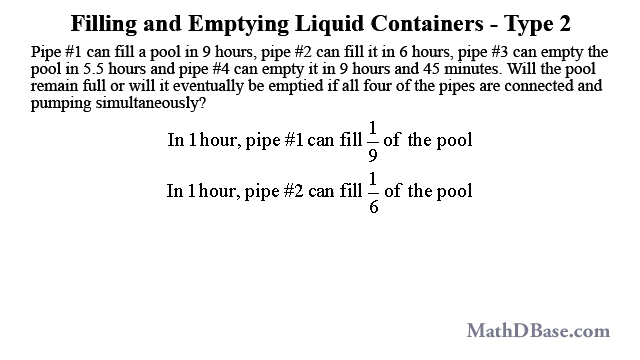 Filling and Emptying Liquid Containers - Type 2
Pipe #1 can fill a pool in 9 hours, pipe #2 can fill it in 6 hours, pipe #3 can empty the
pool in 5.5 hours and pipe #4 can empty it in 9 hours and 45 minutes. Will the pool
remain full or will it eventually be emptied if all four of the pipes are connected and
pumping simultaneously?
In 1 hour, pipe #1 can fill 1/9 of the pool
In 1 hour, pipe #2 can fill 1/6 of the pool
MathDBase.com